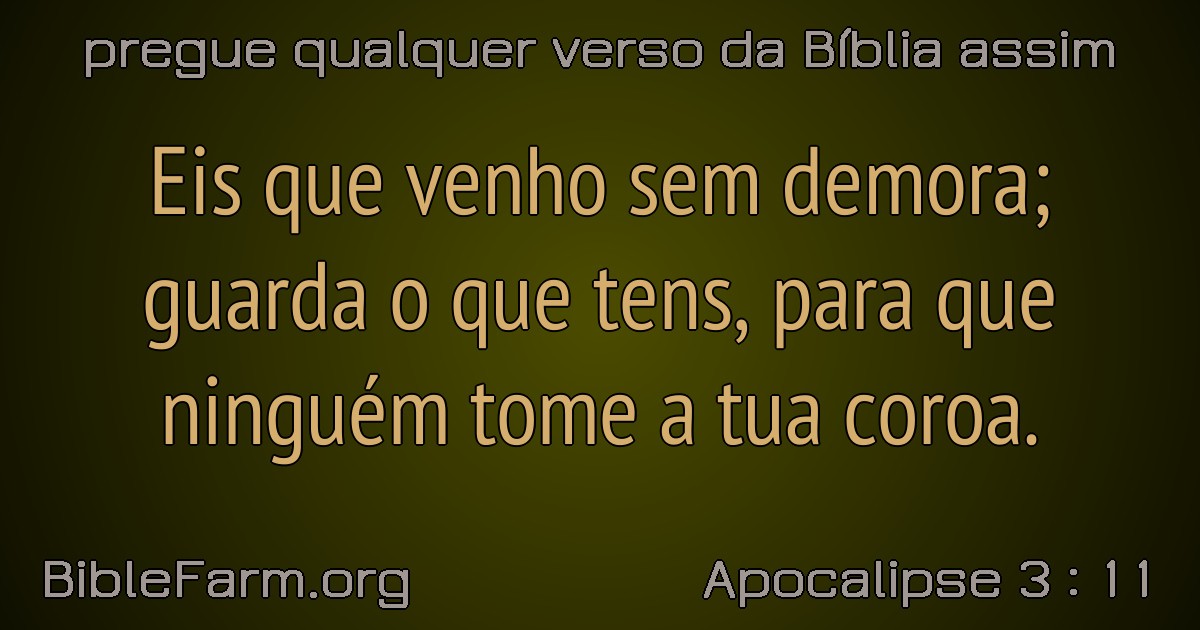 pregue qualquer verso da Bíblia assim
Eis que venho sem demora;
guarda o que tens, para que
ninguém tome a tua coroa.
BibleFarm.org
Apocalipse 3 : 11